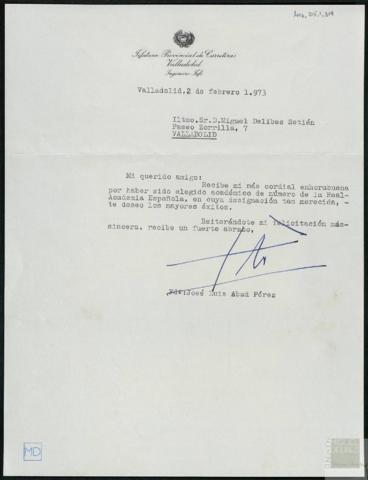 Jefatura Provincial de Carreteras
Valladolid
Ingeniero Jefe
Valladolid, 2 de febrero 1.973
Iltmo.Sr.D.Miguel Delibes Setién
Paseo Zorrilla, 7
VALLADOLID
Mi querido amigo:
Recibe mi más cordial enhorabuena
por haber sido elegido académico de número de la Real-
Academia Española, en cuya designación tan merecida, -
te deseo los mayores éxitos.
Reiterándote mi felicitación más-
sincera, recibe un fuerte abrazo,
Fdº:José Luis Abad Pérez
MD